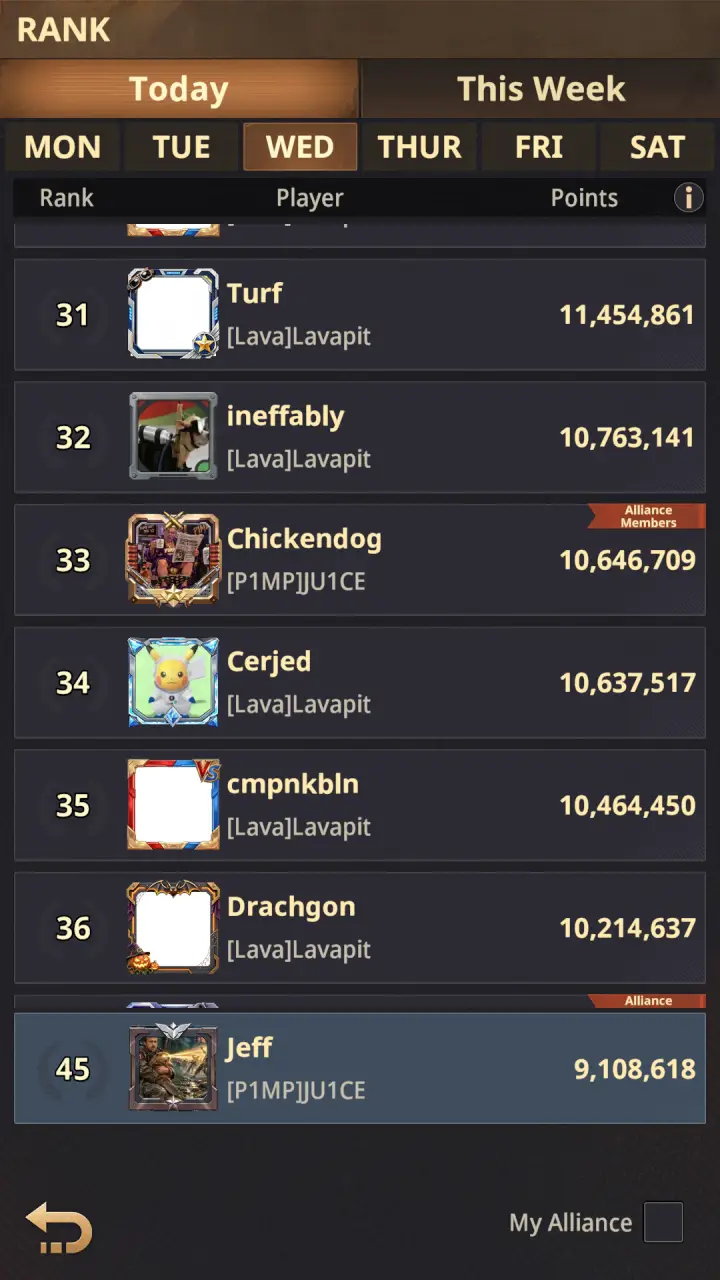 RANK
Today
This Week
MON TUE WED THUR FRI SAT
Rank Player Points i
31 Turf 11,454,861
[Lava]Lavapit
32 ineffably 10,763,141
[Lava]Lavapit
Alliance
Members
33 Chickendog 10,646,709
[P1MP]JU1CE
34 Cerjed 10,637,517
[Lava]Lavapit
VS
35 cmpnkbln 10,464,450
[Lava]Lavapit
36 Drachgon 10,214,637
[Lava]Lavapit
Alliance
45 Jeff 9,108,618
[P1MP]JU1CE
My Alliance